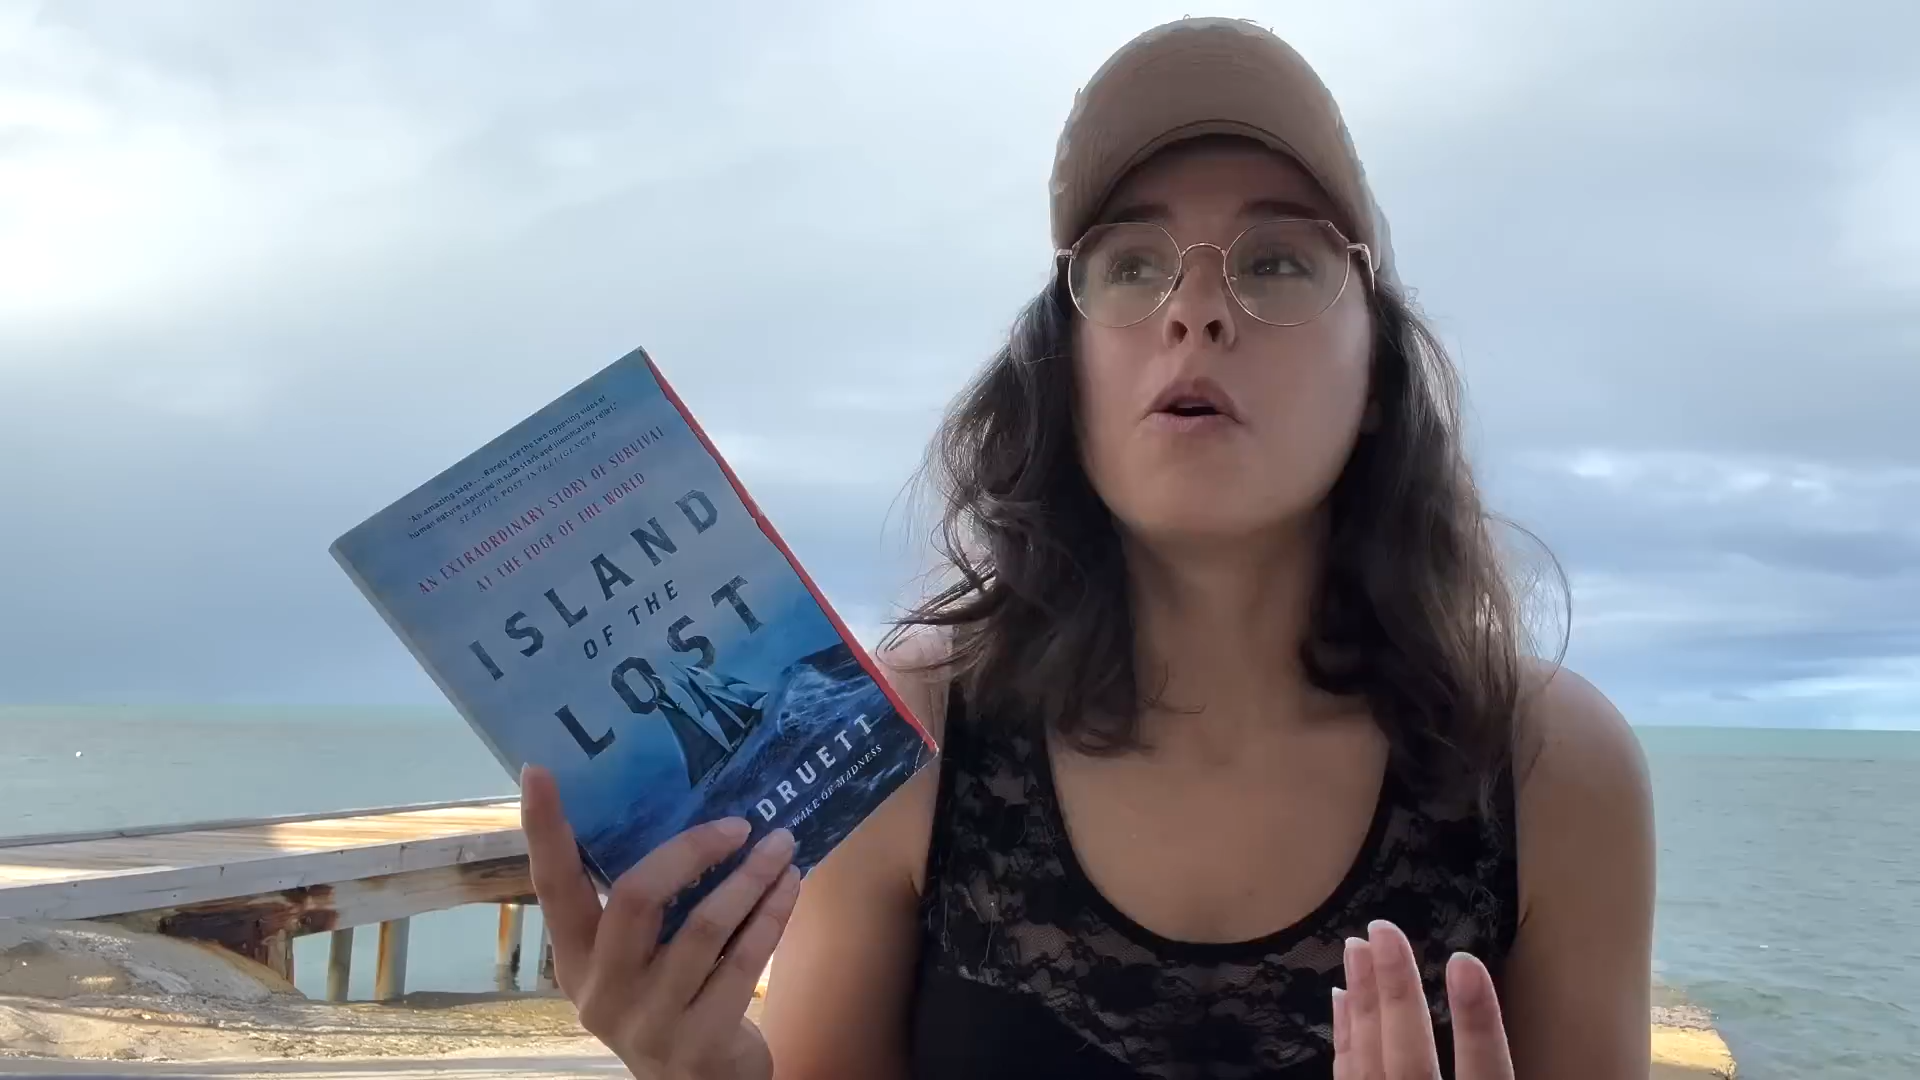 "An amazing saga.... Rarely are the two opposing sides of
human nature captured in such stark and illuminating relief."
SEATTLE POST-INTELLIGENCER
AN EXTRAORDINARY STORY OF SURVIVAL
AT THE EDGE OF THE WORLD
ISLAND
OF THE
LOST
DRUETT
WAKE OF MADNESS